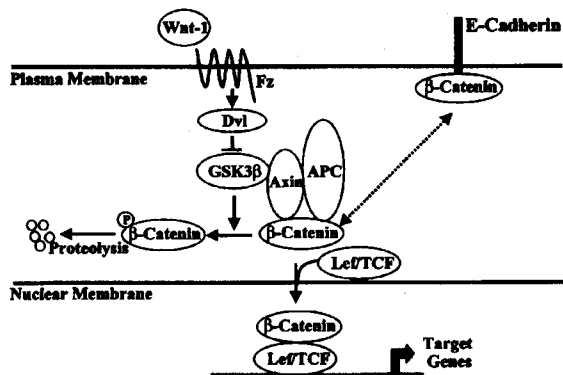 Wnt-1
E-Cadherin
Fz
Plasma Membrane
β-Catenin
Dvl
GSK3β
Axin
APC
P
β-Catenin
β-Catenin
Proteolysis
Lef/TCF
Nuclear Membrane
β-Catenin
Lef/TCF
Target
Genes